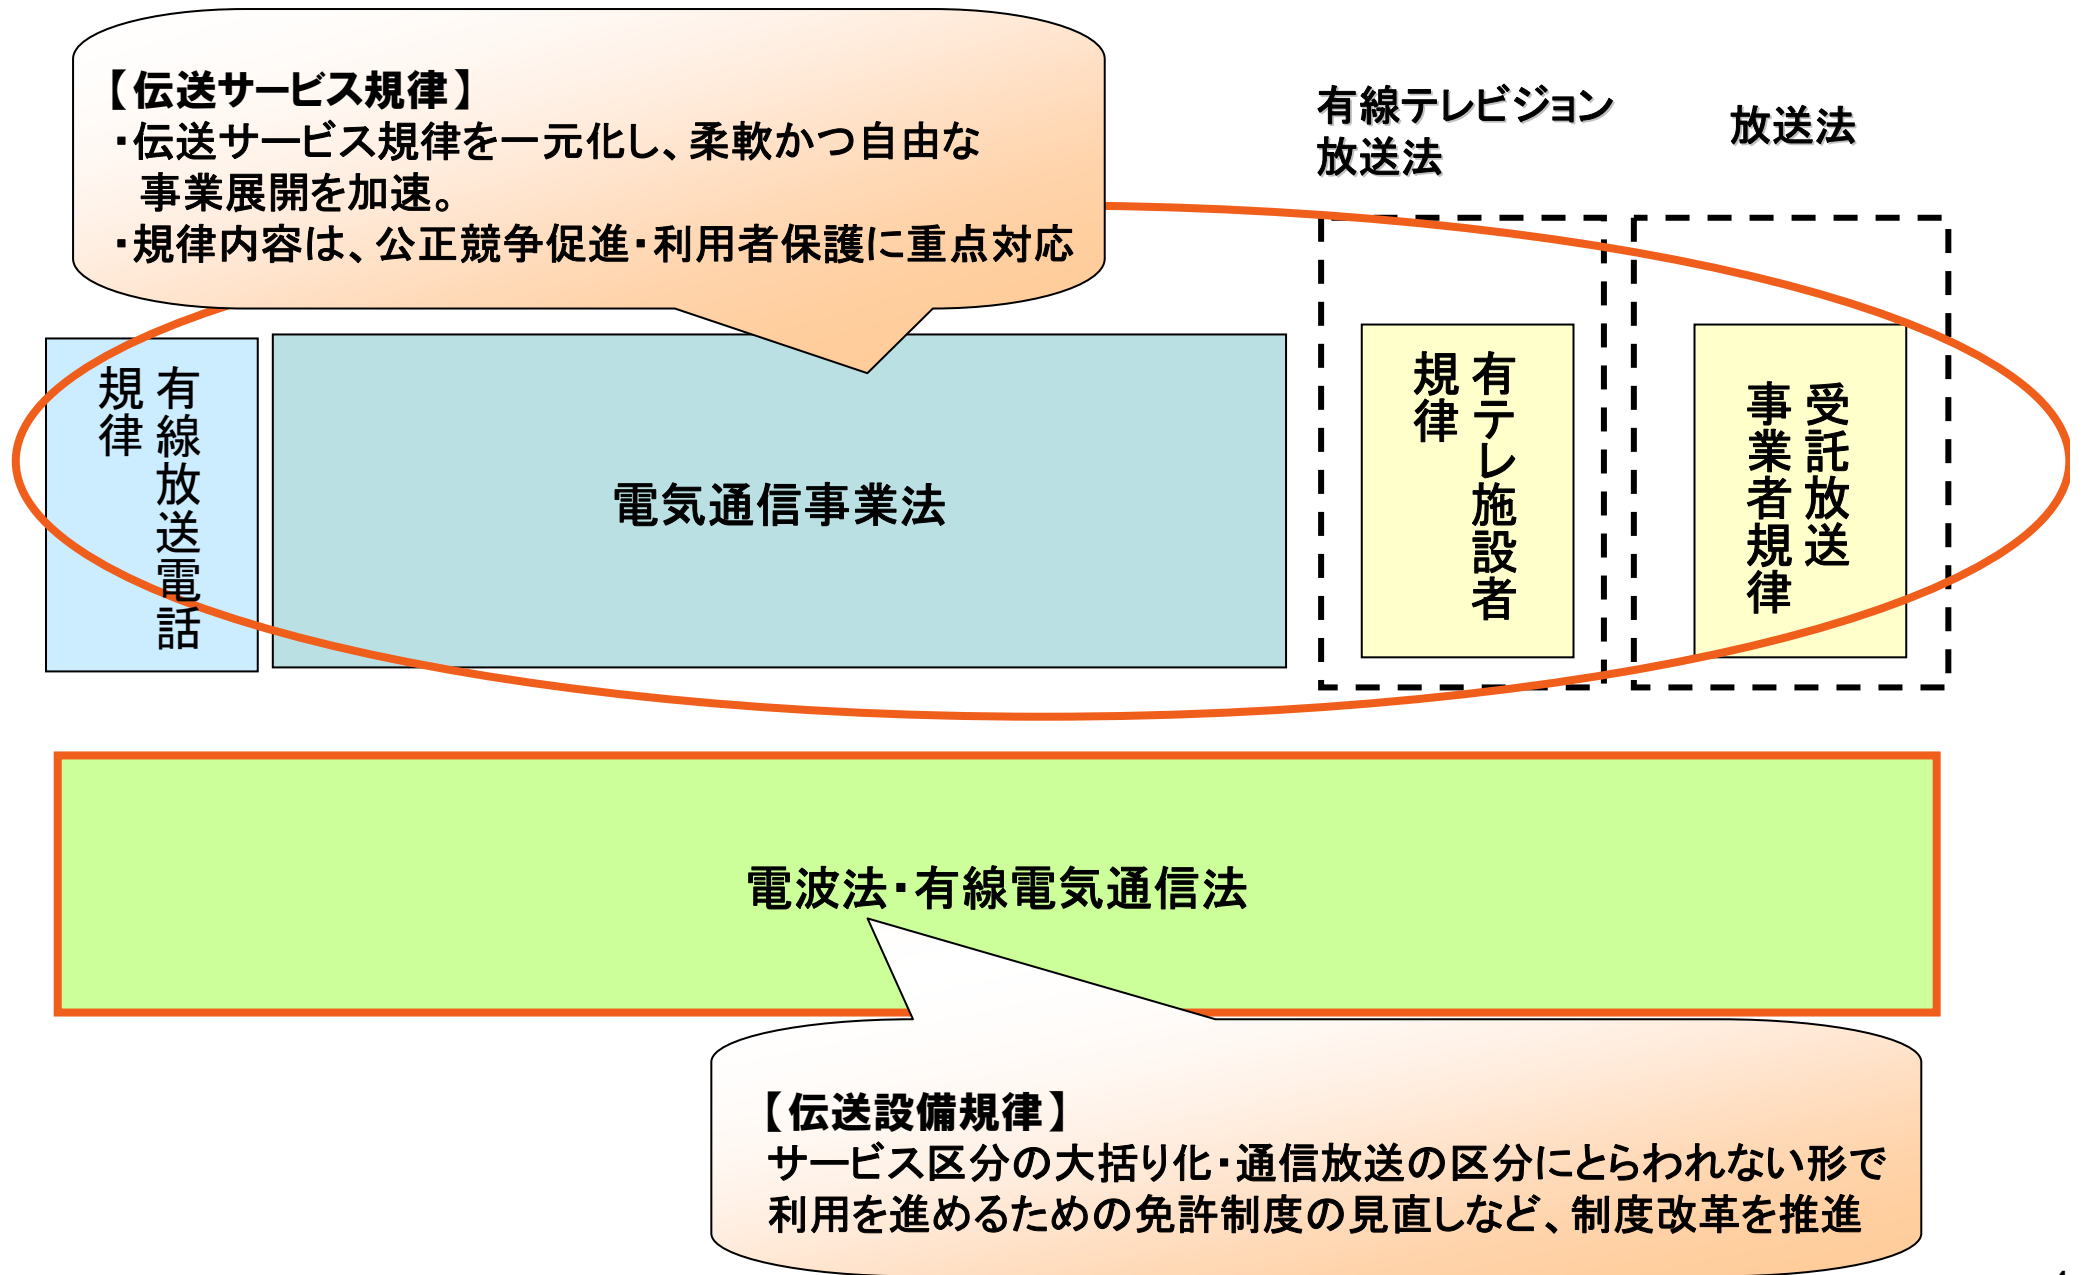 【伝送サービス規律】
・伝送サービス規律を一元化し、柔軟かつ自由な
事業展開を加速。
・規律内容は、公正競争促進・利用者保護に重点対応
有線テレビジョン
放送法
放送法
有線放送電話
規律
電気通信事業法
有テレ施設者
規律
受託放送
事業者規律
電波法・有線電気通信法
【伝送設備規律】
サービス区分の大括り化・通信放送の区分にとらわれない形で
利用を進めるための免許制度の見直しなど、制度改革を推進